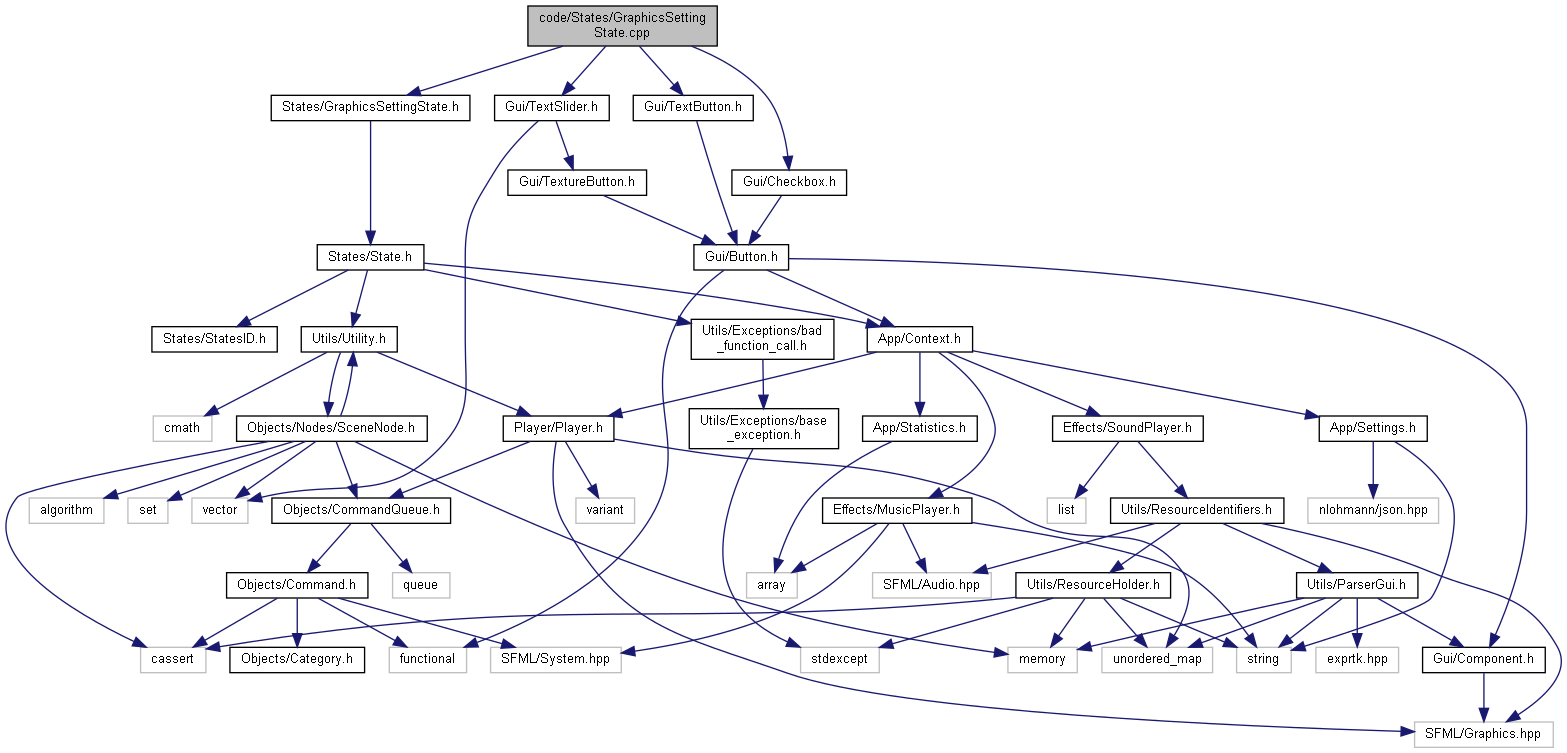 code/States/GraphicsSetting
State.cpp
States/GraphicsSettingState.h
Gui/TextSlider.h
Gui/TextButton.h
Gui/TextureButton.h
Gui/Checkbox.h
States/State.h
Gui/Button.h
States/StatesID.h
Utils/Utility.h
Utils/Exceptions/bad
_function_call.h
App/Context.h
cmath
Objects/Nodes/SceneNode.h
Player/Player.h
Utils/Exceptions/base
_exception.h
App/Statistics.h
Effects/SoundPlayer.h
App/Settings.h
algorithm
set
vector
Objects/CommandQueue.h
variant
Effects/MusicPlayer.h
list
Utils/ResourceIdentifiers.h
nlohmann/json.hpp
Objects/Command.h
queue
array
SFML/Audio.hpp
Utils/ResourceHolder.h
Utils/ParserGui.h
cassert
Objects/Category.h
functional
SFML/System.hpp
stdexcept
memory
unordered_map
string
exprtk.hpp
Gui/Component.h
SFML/Graphics.hpp